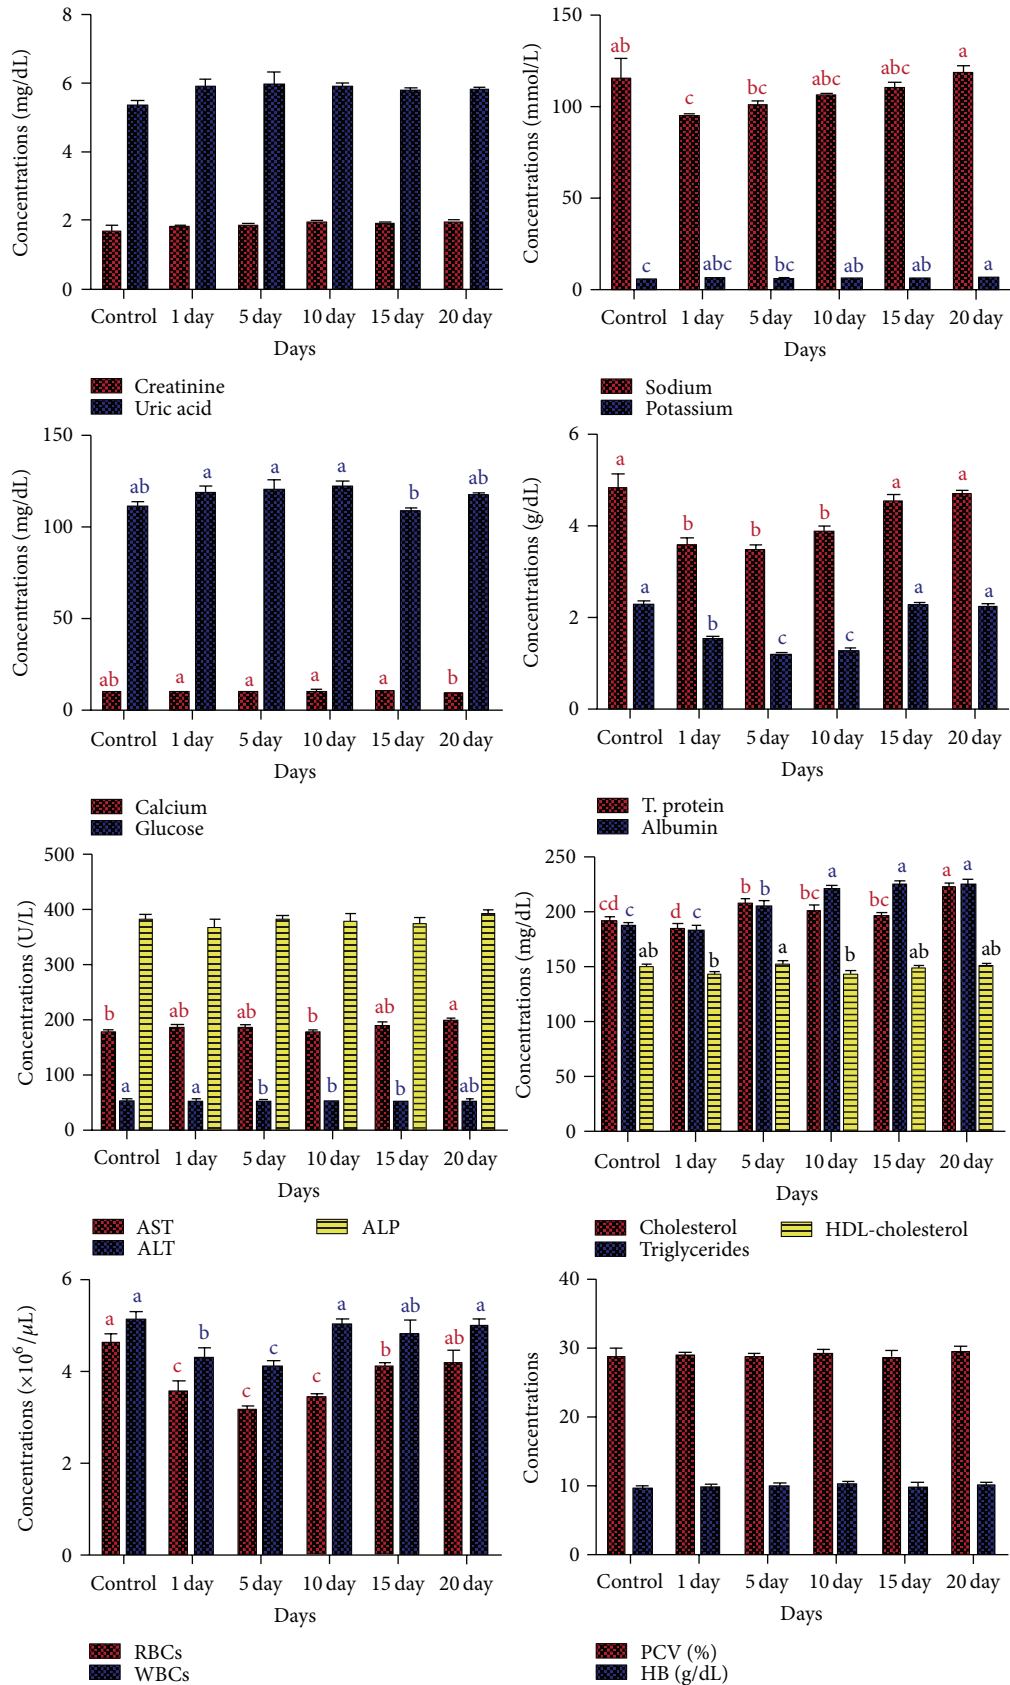 Concentrations (mg/dL)
8
6
4
2
0
Control 1 day 5 day 10 day 15 day 20 day
Days
Creatinine
Uric acid
Concentrations (mmol/L)
150
100
50
0
ab c bc abc abc a
c abc bc ab ab a
Control 1 day 5 day 10 day 15 day 20 day
Days
Sodium
Potassium
Concentrations (mg/dL)
150
100
50
0
ab a a a b ab
ab a a a a b
Control 1 day 5 day 10 day 15 day 20 day
Days
Calcium
Glucose
Concentrations (g/dL)
6
4
2
0
a b b b a a
a b c c a a
Control 1 day 5 day 10 day 15 day 20 day
Days
T. protein
Albumin
Concentrations (U/L)
500
400
300
200
100
0
b ab ab b ab a
a a b b b ab
Control 1 day 5 day 10 day 15 day 20 day
Days
AST
ALT
ALP
Concentrations (mg/dL)
250
200
150
100
50
0
cd d b bc bc a
c c b a a a
ab b a b ab ab
Control 1 day 5 day 10 day 15 day 20 day
Days
Cholesterol
Triglycerides
HDL-cholesterol
Concentrations (×10⁶/μL)
6
4
2
0
a c c c b ab
a b c a ab a
Control 1 day 5 day 10 day 15 day 20 day
Days
RBCs
WBCs
Concentrations
40
30
20
10
0
Control 1 day 5 day 10 day 15 day 20 day
Days
PCV (%)
HB (g/dL)